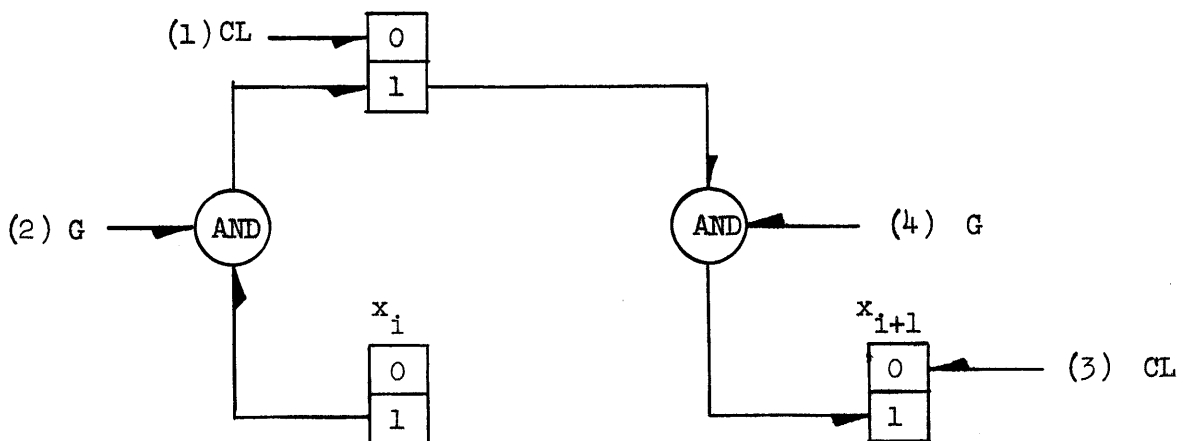 (1) CL
0
1
(2) G
AND
AND
(4) G
x_i
x_{i+1}
0
1
0
1
(3) CL